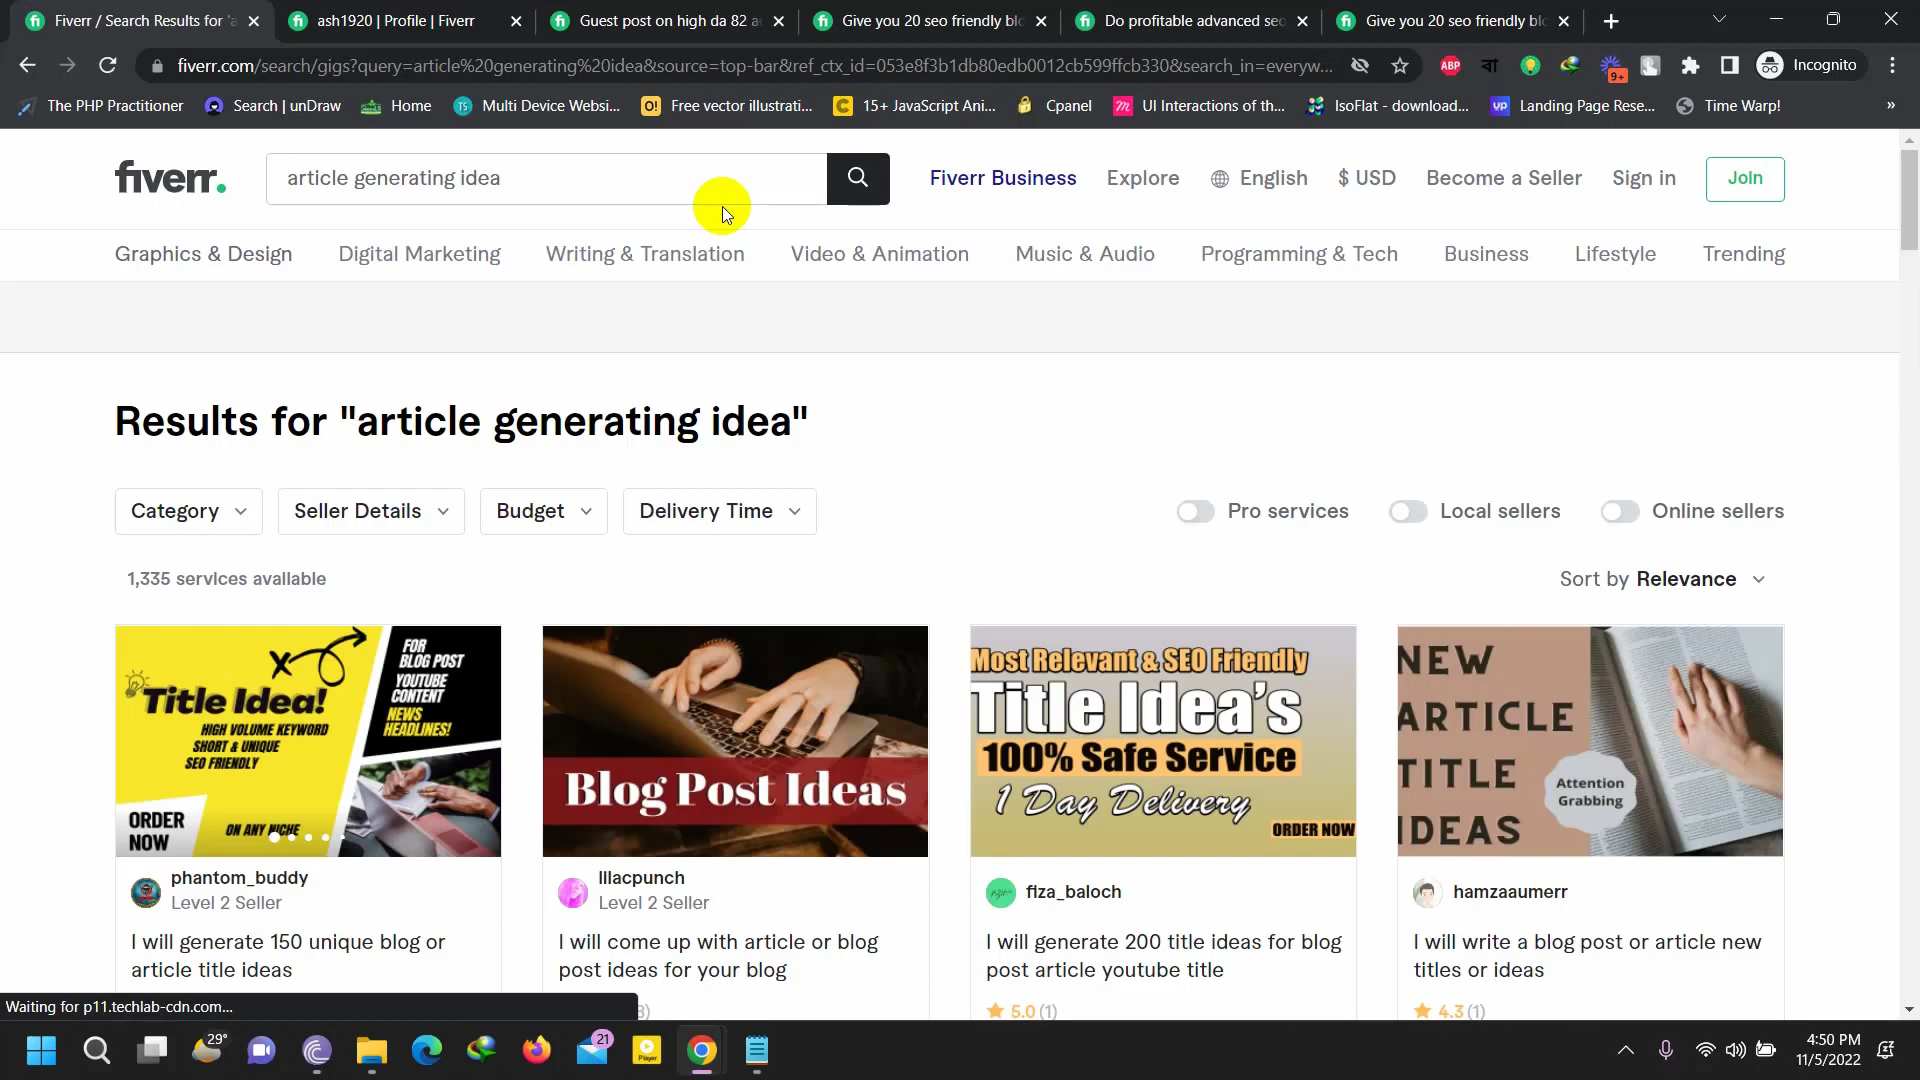 Fiverr / Search Results for 'a
ash1920 | Profile | Fiverr
Guest post on high da 82 a
Give you 20 seo friendly blo
Do profitable advanced seo
Give you 20 seo friendly blo
fiverr.com/search/gigs?query=article%20generating%20idea&source=top-bar&ref_ctx_id=053e8f3b1db80edb0012cb599ffcb330&search_in=everyw...
ABP
বা
9+
Incognito
The PHP Practitioner
Search | unDraw
Home
TS Multi Device Websi...
O! Free vector illustrati...
C 15+ JavaScript Ani...
Cpanel
m UI Interactions of th...
IsoFlat - download...
VP Landing Page Rese...
Time Warp!
»
fiverr.
article generating idea
Fiverr Business
Explore
English
$ USD
Become a Seller
Sign in
Join
Graphics & Design
Digital Marketing
Writing & Translation
Video & Animation
Music & Audio
Programming & Tech
Business
Lifestyle
Trending
Results for "article generating idea"
Category
Seller Details
Budget
Delivery Time
Pro services
Local sellers
Online sellers
1,335 services available
Sort by Relevance
Title Idea!
HIGH VOLUME KEYWORD
SHORT & UNIQUE
SEO FRIENDLY
FOR
BLOG POST
YOUTUBE
CONTENT
NEWS
HEADLINES!
ORDER
NOW
ON ANY NICHE
Blog Post Ideas
Most Relevant & SEO Friendly
Title Idea's
100% Safe Service
1 Day Delivery
ORDER NOW
NEW
ARTICLE
TITLE
IDEAS
Attention
Grabbing
phantom_buddy
Level 2 Seller
lilacpunch
Level 2 Seller
fiza_baloch
hamzaaumerr
I will generate 150 unique blog or
article title ideas
I will come up with article or blog
post ideas for your blog
I will generate 200 title ideas for blog
post article youtube title
I will write a blog post or article new
titles or ideas
5.0 (1)
4.3 (1)
Waiting for p11.techlab-cdn.com...
29°
21
Player
4:50 PM
11/5/2022